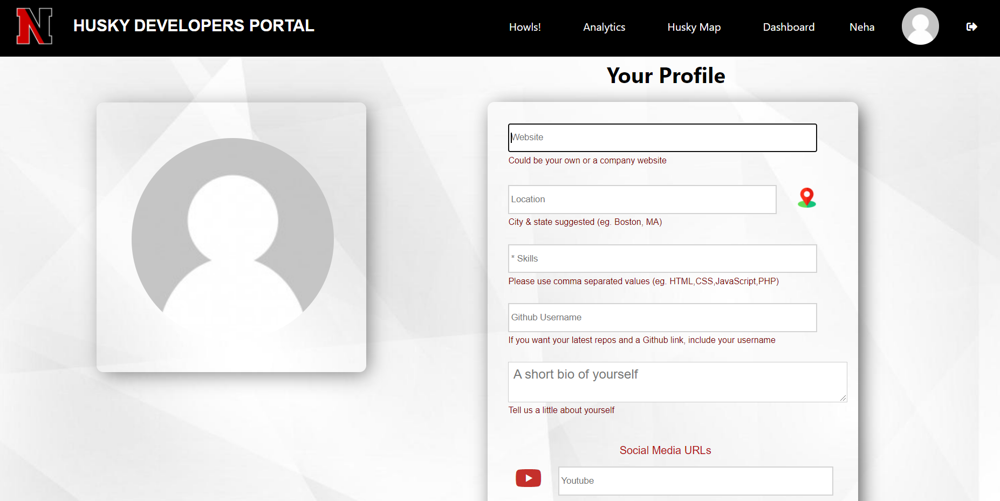 N
HUSKY DEVELOPERS PORTAL
Howls!
Analytics
Husky Map
Dashboard
Neha
Your Profile
Website
Could be your own or a company website
Location
City & state suggested (eg. Boston, MA)
* Skills
Please use comma separated values (eg. HTML,CSS,JavaScript,PHP)
Github Username
If you want your latest repos and a Github link, include your username
A short bio of yourself
Tell us a little about yourself
Social Media URLs
Youtube